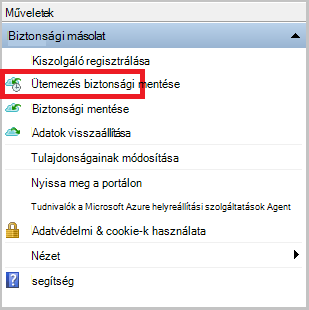 Műveletek
Biztonsági másolat
Kiszolgáló regisztrálása
Ütemezés biztonsági mentése
Biztonsági mentése
Adatok visszaállítása
Tulajdonságainak módosítása
Nyissa meg a portálon
Tudnivalók a Microsoft Azure helyreállítási szolgáltatások Agent
Adatvédelmi & cookie-k használata
Nézet
segítség